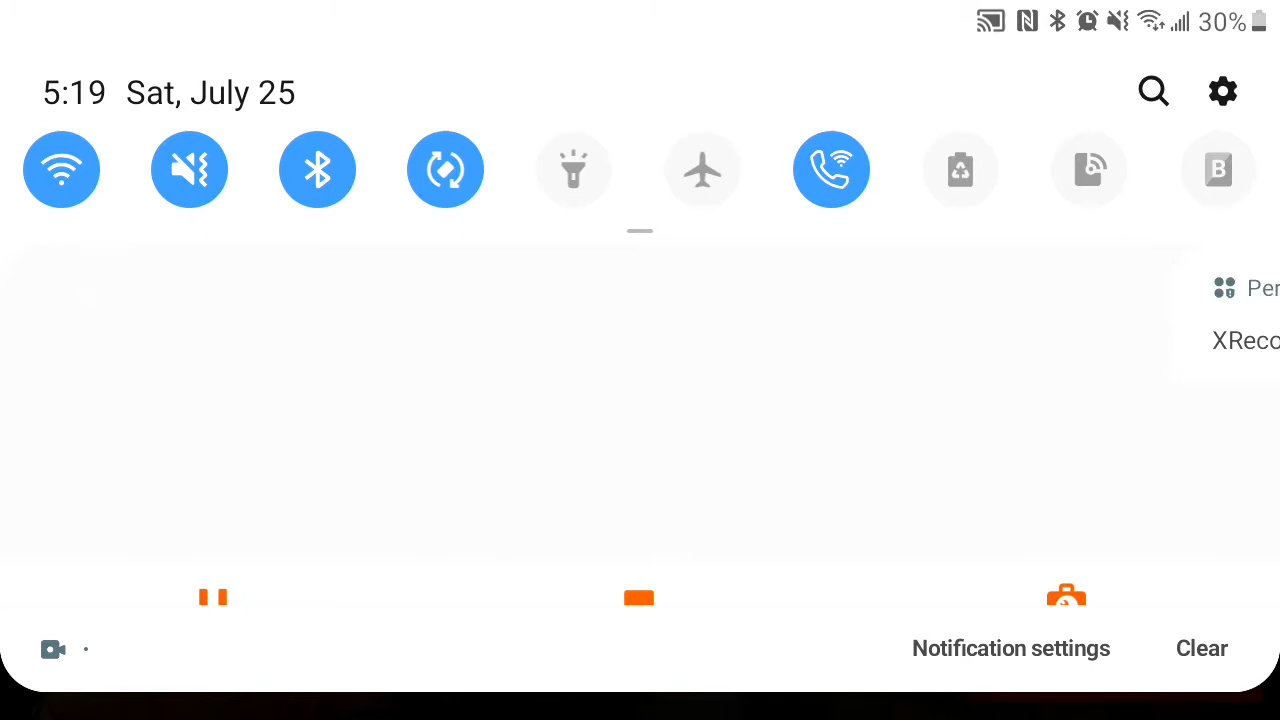 30%
5:19 Sat, July 25
B
Per
XReco
Notification settings
Clear